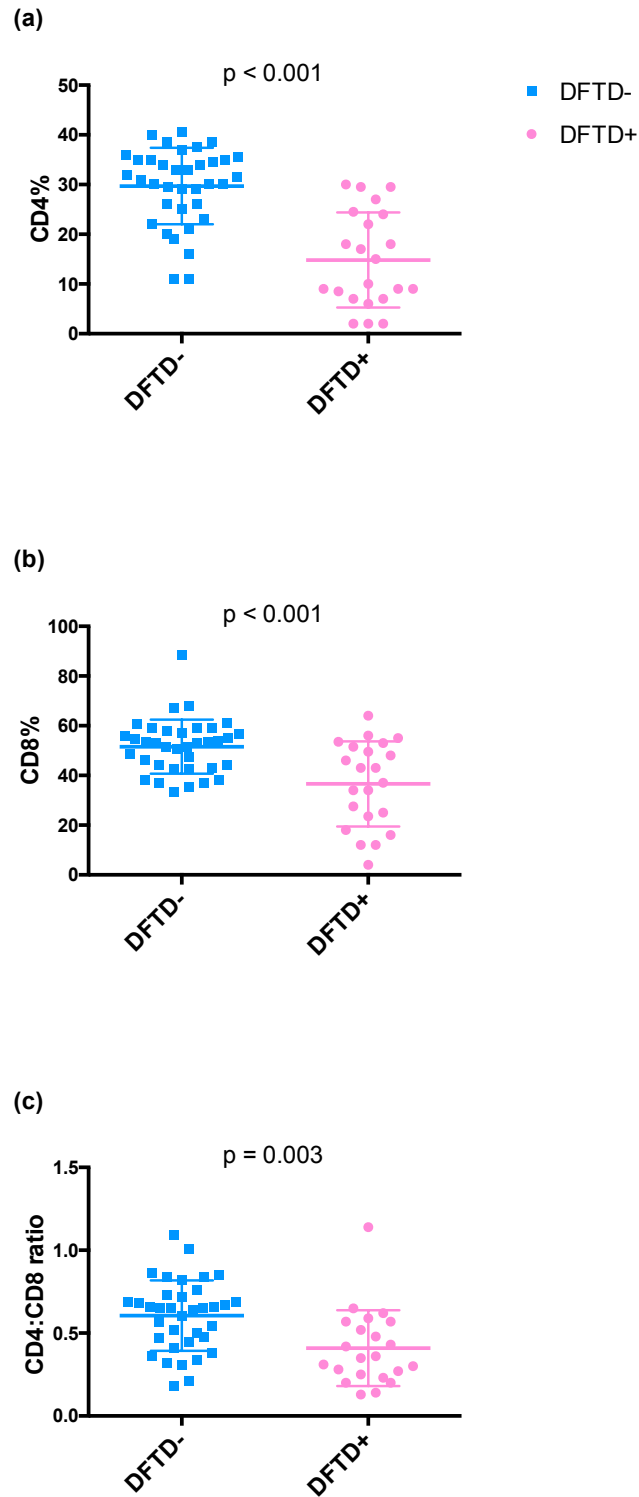 (a)
p < 0.001
DFTD-
DFTD+
50
40
30
20
10
0
CD4%
DFTD-
DFTD+
(b)
p < 0.001
100
80
60
40
20
0
CD8%
DFTD-
DFTD+
(c)
p = 0.003
1.5
1.0
0.5
0.0
CD4:CD8 ratio
DFTD-
DFTD+